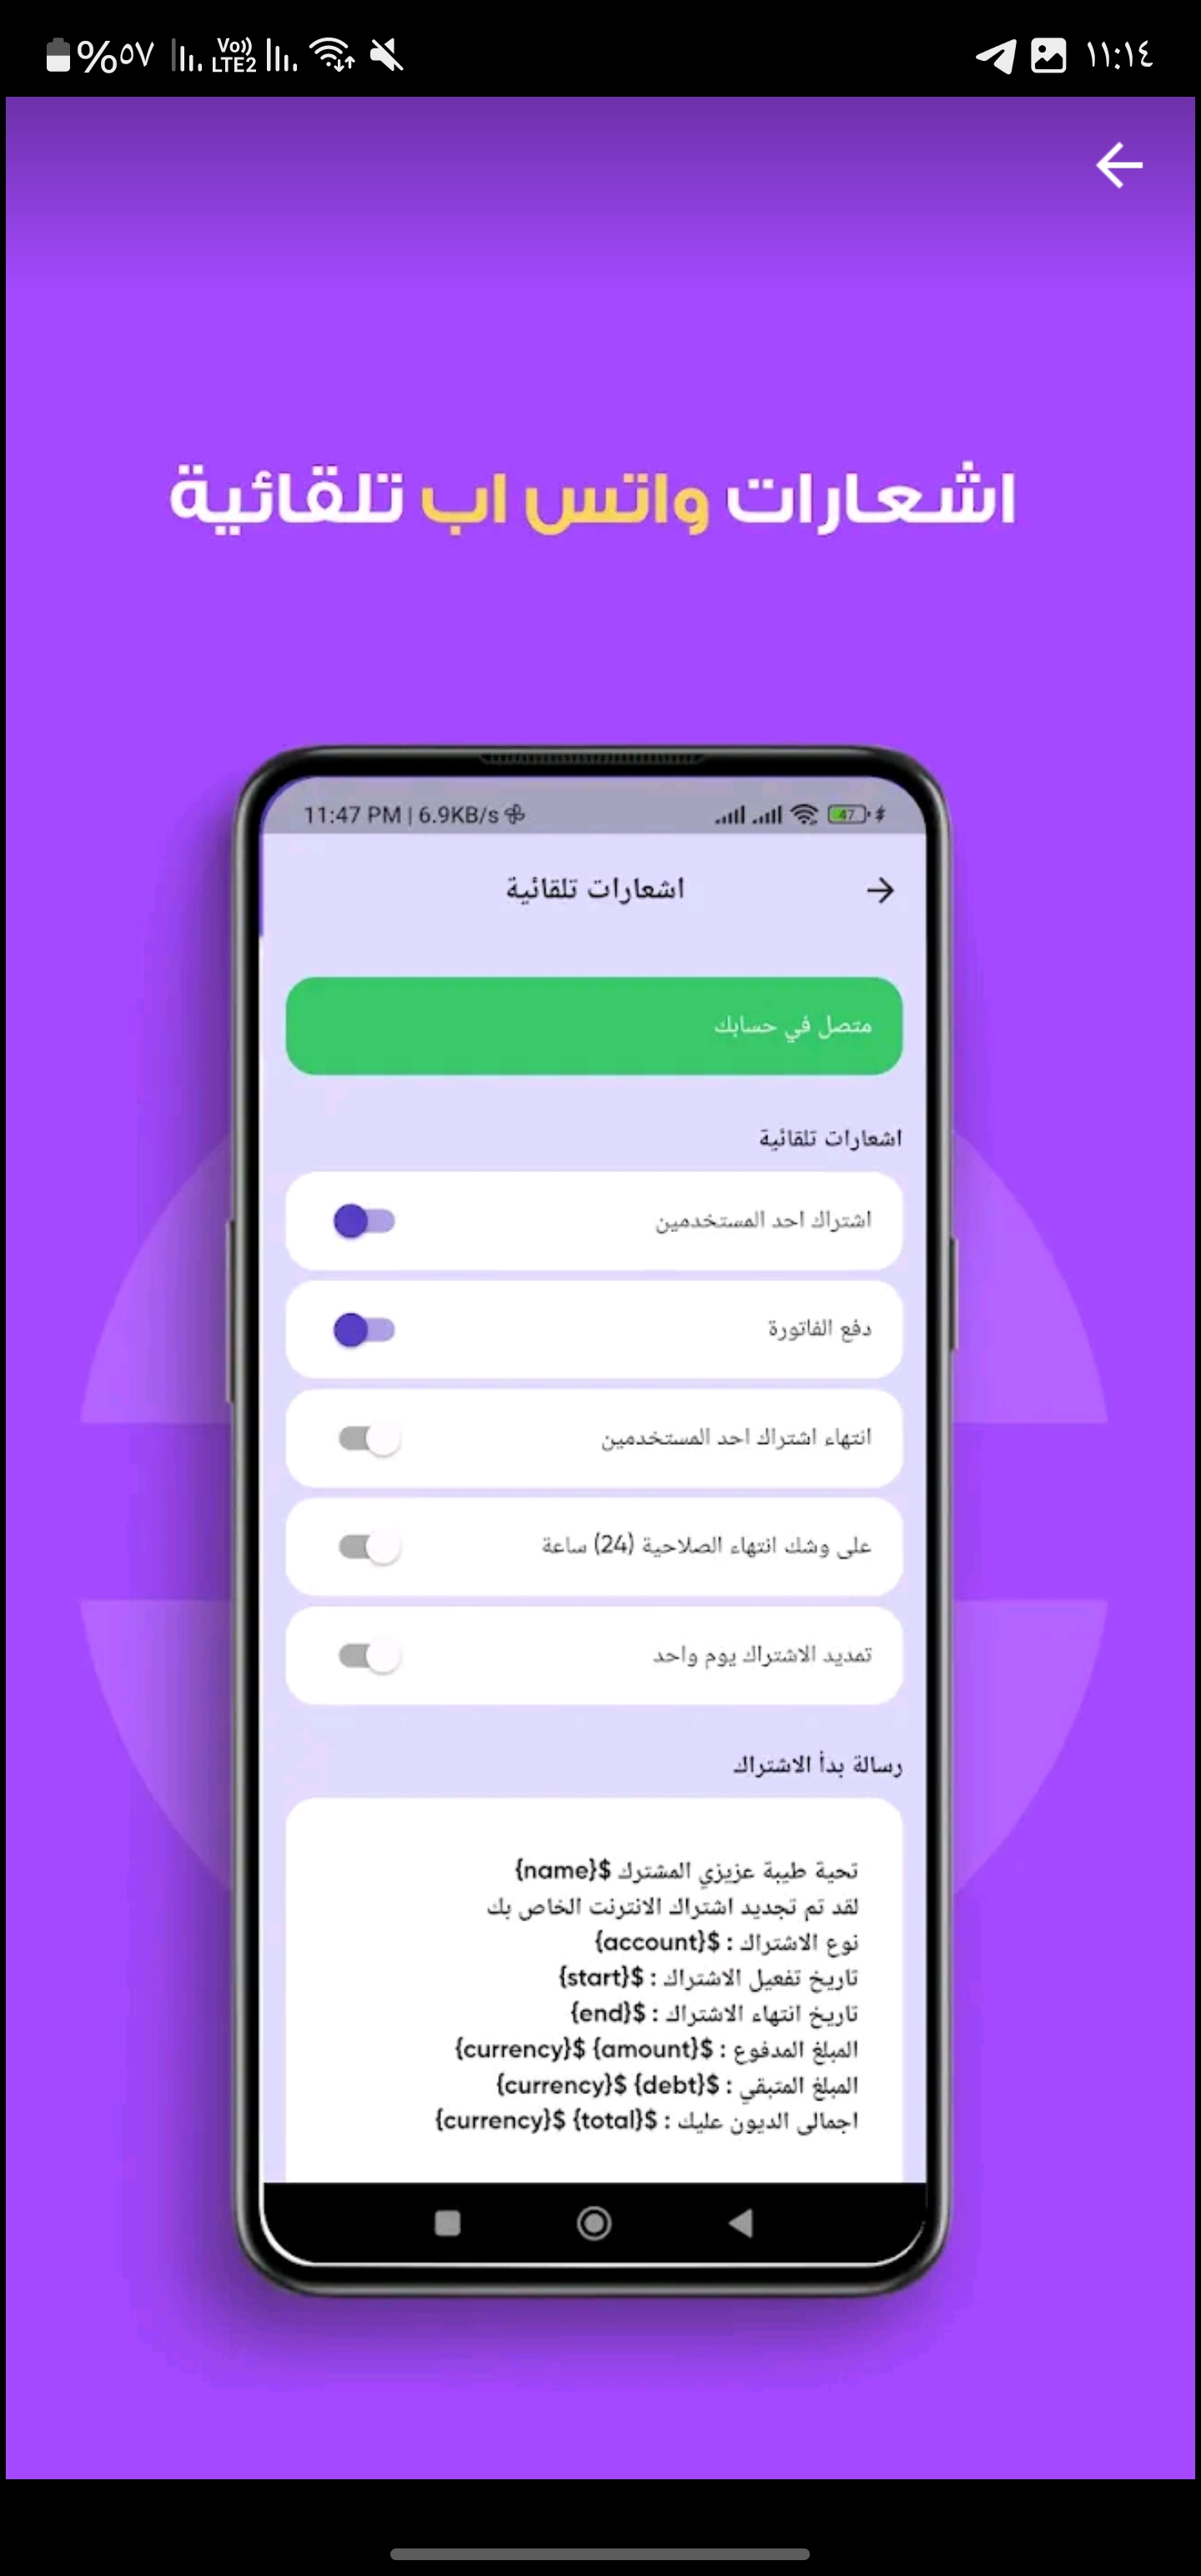 %٥٧ Vo)) LTE2 ١١:١٤
اشعارات واتس اب تلقائية
11:47 PM | 6.9KB/s 47
اشعارات تلقائية
متصل في حسابك
اشعارات تلقائية
اشتراك احد المستخدمين
دفع الفاتورة
انتهاء اشتراك احد المستخدمين
على وشك انتهاء الصلاحية (24) ساعة
تمديد الاشتراك يوم واحد
رسالة بدأ الاشتراك
تحية طيبة عزيزي المشترك ${name}
لقد تم تجديد اشتراك الانترنت الخاص بك
نوع الاشتراك : ${account}
تاريخ تفعيل الاشتراك : ${start}
تاريخ انتهاء الاشتراك : ${end}
المبلغ المدفوع : ${amount} ${currency}
المبلغ المتبقي : ${debt} ${currency}
اجمالي الديون عليك : ${total} ${currency}